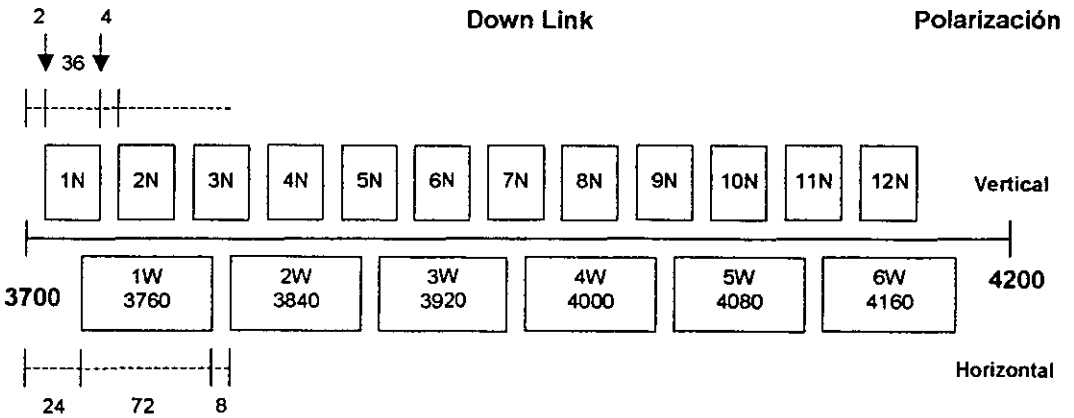 2 4 Down Link Polarización
36
1N 2N 3N 4N 5N 6N 7N 8N 9N 10N 11N 12N Vertical
1W 2W 3W 4W 5W 6W 4200
3700 3760 3840 3920 4000 4080 4160
Horizontal
24 72 8